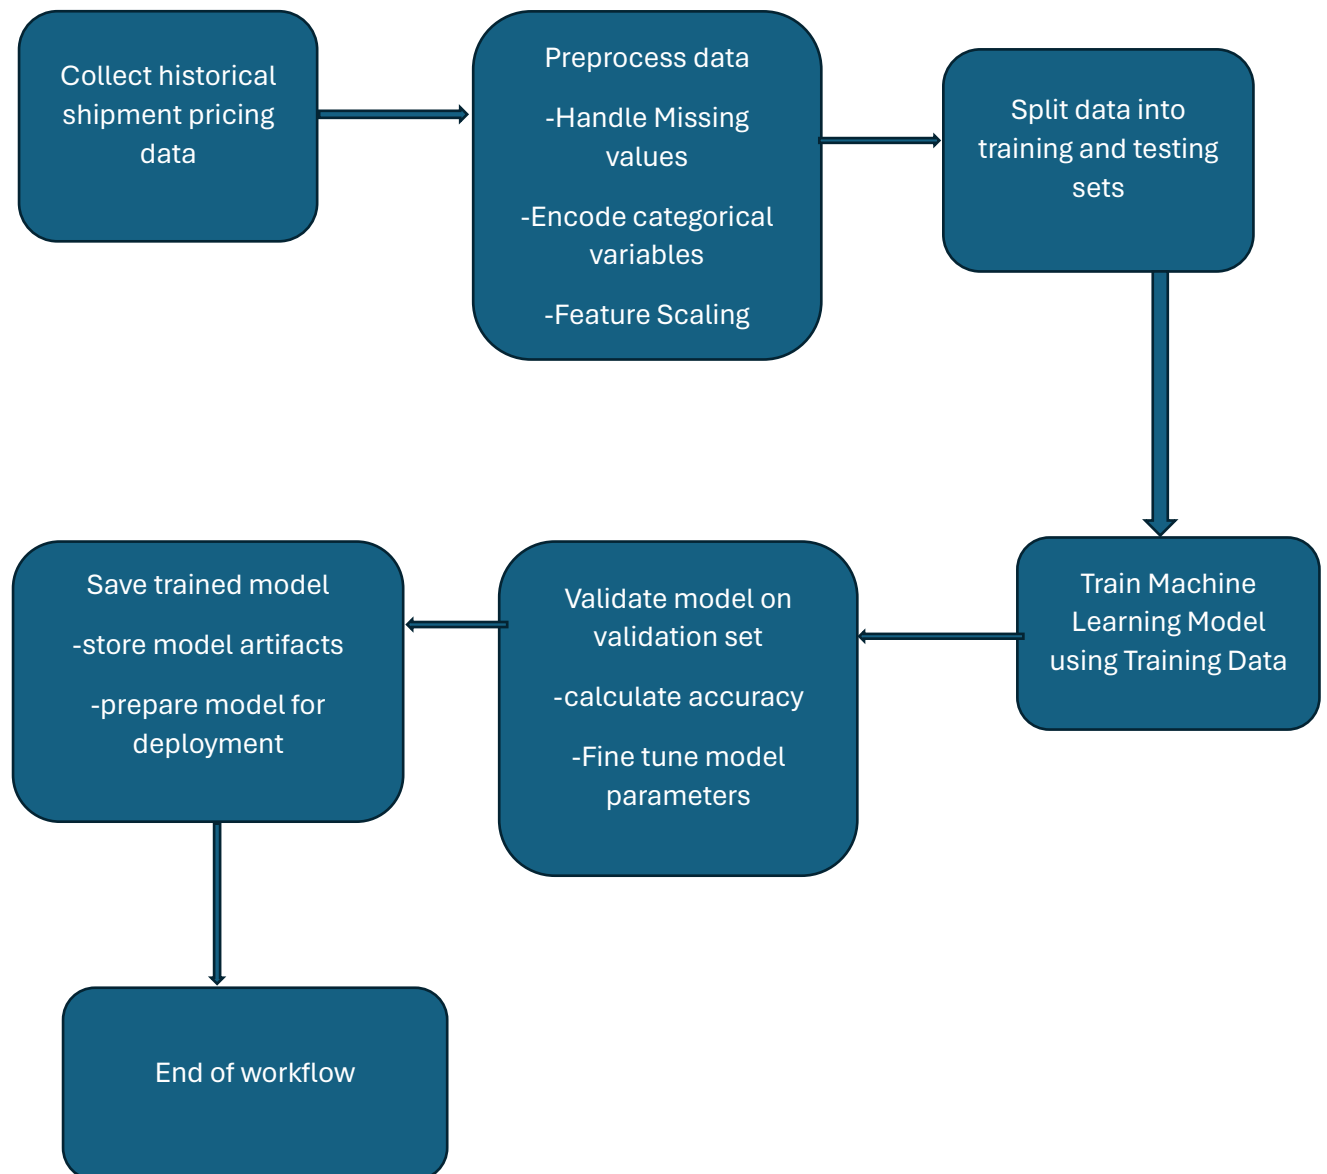 Collect historical
shipment pricing
data
Preprocess data
-Handle Missing
values
-Encode categorical
variables
-Feature Scaling
Split data into
training and testing
sets
Train Machine
Learning Model
using Training Data
Validate model on
validation set
-calculate accuracy
-Fine tune model
parameters
Save trained model
-store model artifacts
-prepare model for
deployment
End of workflow